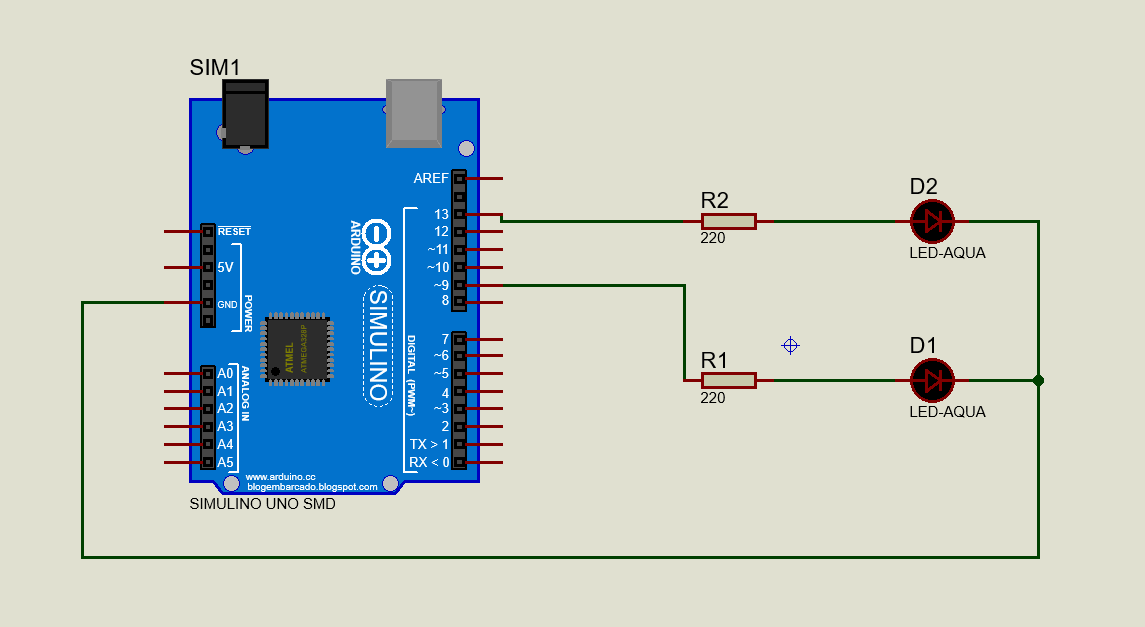 SIM1
AREF
13
12
~11
~10
~9
8
7
~6
~5
4
~3
2
TX > 1
RX < 0
DIGITAL (PWM~)
ARDUINO
SIMULINO
RESET
5V
GND
POWER
ATMEL
ATMEGA328P
A0
A1
A2
A3
A4
A5
ANALOG IN
www.arduino.cc
blogembarcado.blogspot.com
SIMULINO UNO SMD
R2
220
D2
LED-AQUA
R1
220
D1
LED-AQUA